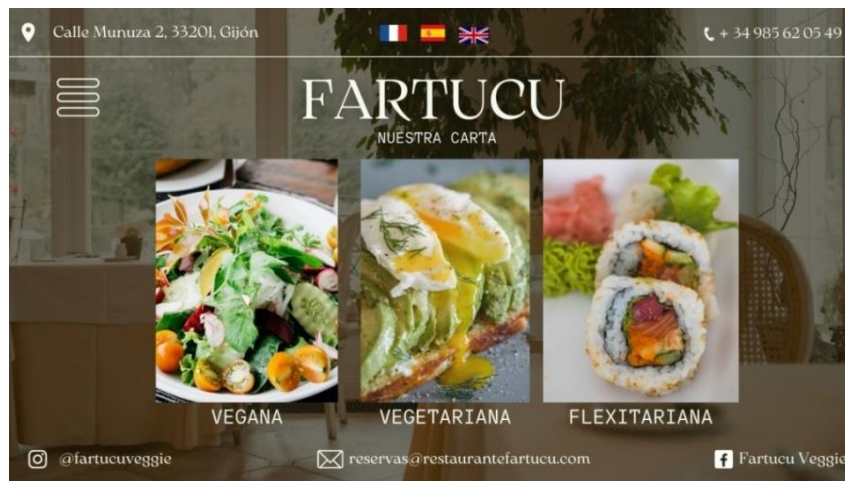 Calle Munuza 2, 33201, Gijón
+ 34 985 62 05 49
FARTUCU
NUESTRA CARTA
VEGANA
VEGETARIANA
FLEXITARIANA
@fartucuveggie
reservas@restaurantefartucu.com
Fartucu Veggie